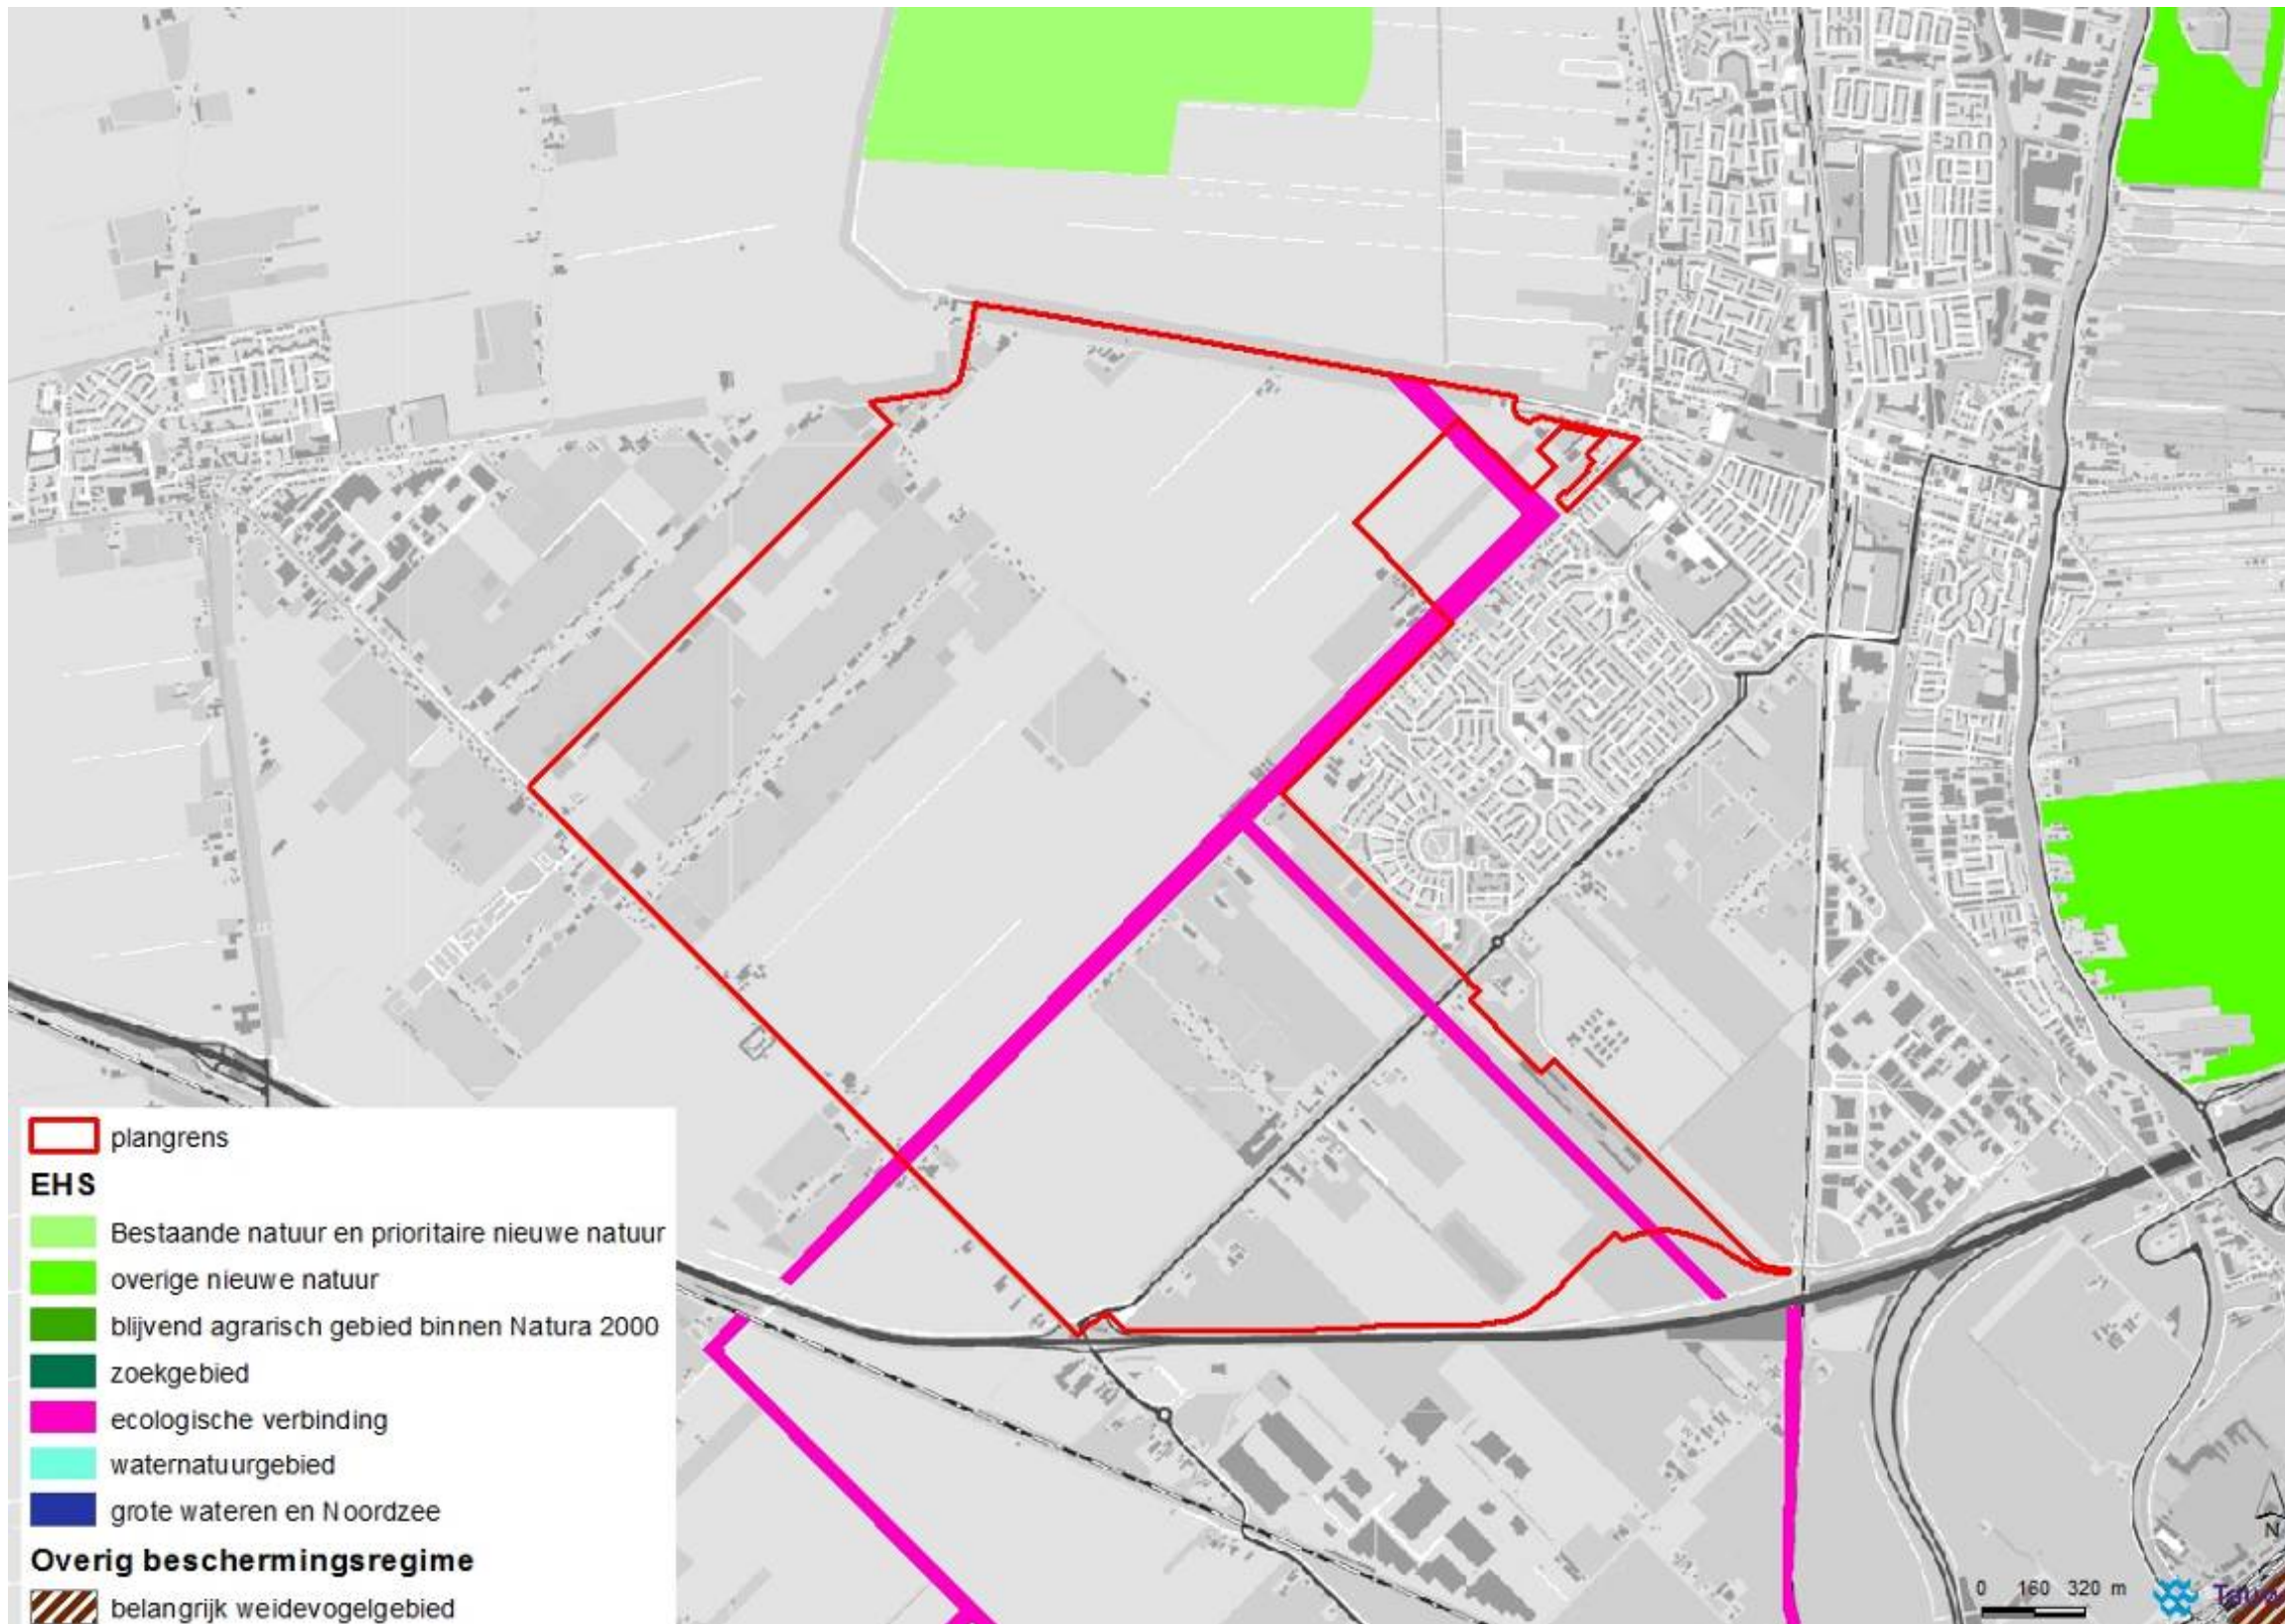 plangrens
EHS
Bestaande natuur en prioritaire nieuwe natuur
overige nieuwe natuur
blijvend agrarisch gebied binnen Natura 2000
zoekgebied
ecologische verbinding
waternatuurgebied
grote wateren en Noordzee
Overig beschermingsregime
belangrijk weidevogelgebied
N
0 160 320 m